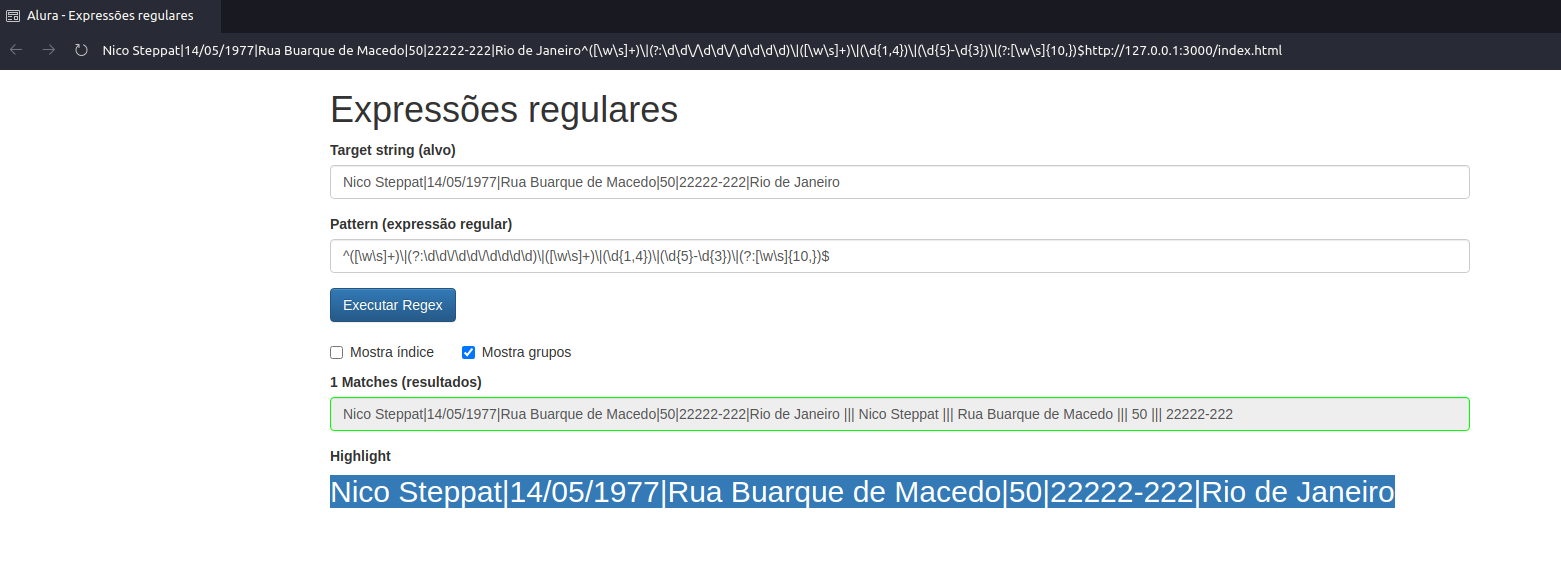 Alura - Expressões regulares
Nico Steppat|14/05/1977|Rua Buarque de Macedo|50|22222-222|Rio de Janeiro^([\w\s]+)\|(?:\d\d\/\d\d\/\d\d\d\d)\|([\w\s]+)\|(\d{1,4})\|(\d{5}-\d{3})\|(?:[\w\s]{10,})$http://127.0.0.1:3000/index.html
Expressões regulares
Target string (alvo)
Nico Steppat|14/05/1977|Rua Buarque de Macedo|50|22222-222|Rio de Janeiro
Pattern (expressão regular)
^([\w\s]+)\|(?:\d\d\/\d\d\/\d\d\d\d)\|([\w\s]+)\|(\d{1,4})\|(\d{5}-\d{3})\|(?:[\w\s]{10,})$
Executar Regex
Mostra índice Mostra grupos
1 Matches (resultados)
Nico Steppat|14/05/1977|Rua Buarque de Macedo|50|22222-222|Rio de Janeiro ||| Nico Steppat ||| Rua Buarque de Macedo ||| 50 ||| 22222-222
Highlight
Nico Steppat|14/05/1977|Rua Buarque de Macedo|50|22222-222|Rio de Janeiro